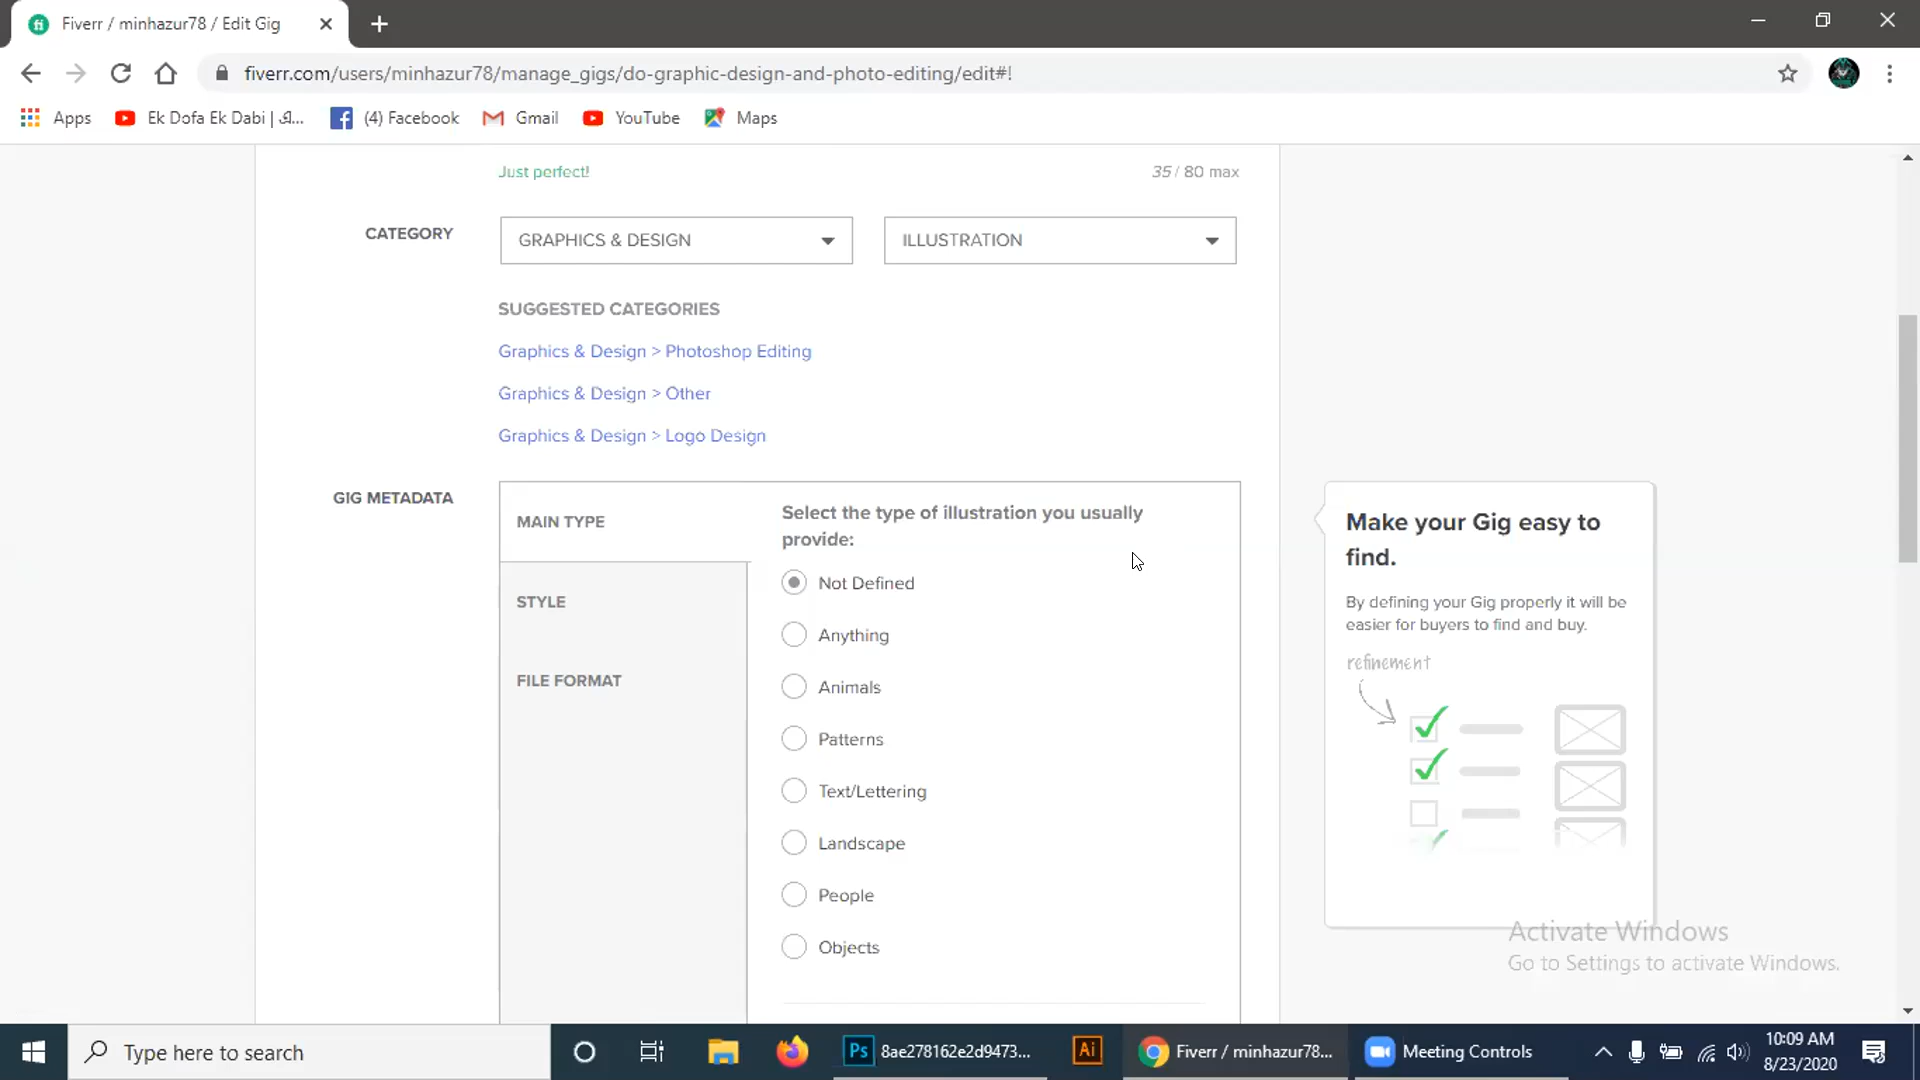 Fiverr / minhazur78 / Edit Gig
fiverr.com/users/minhazur78/manage_gigs/do-graphic-design-and-photo-editing/edit#!
Apps
Ek Dofa Ek Dabi |
(4) Facebook
Gmail
YouTube
Maps
Just perfect!
35 / 80 max
CATEGORY
GRAPHICS & DESIGN
ILLUSTRATION
SUGGESTED CATEGORIES
Graphics & Design > Photoshop Editing
Graphics & Design > Other
Graphics & Design > Logo Design
GIG METADATA
MAIN TYPE
STYLE
FILE FORMAT
Select the type of illustration you usually
provide:
Not Defined
Anything
Animals
Patterns
Text/Lettering
Landscape
People
Objects
Make your Gig easy to
find.
By defining your Gig properly it will be
easier for buyers to find and buy.
refinement
Activate Windows
Go to Settings to activate Windows.
Type here to search
Ps
8ae278162e2d9473...
Ai
Fiverr / minhazur78...
Meeting Controls
10:09 AM
8/23/2020